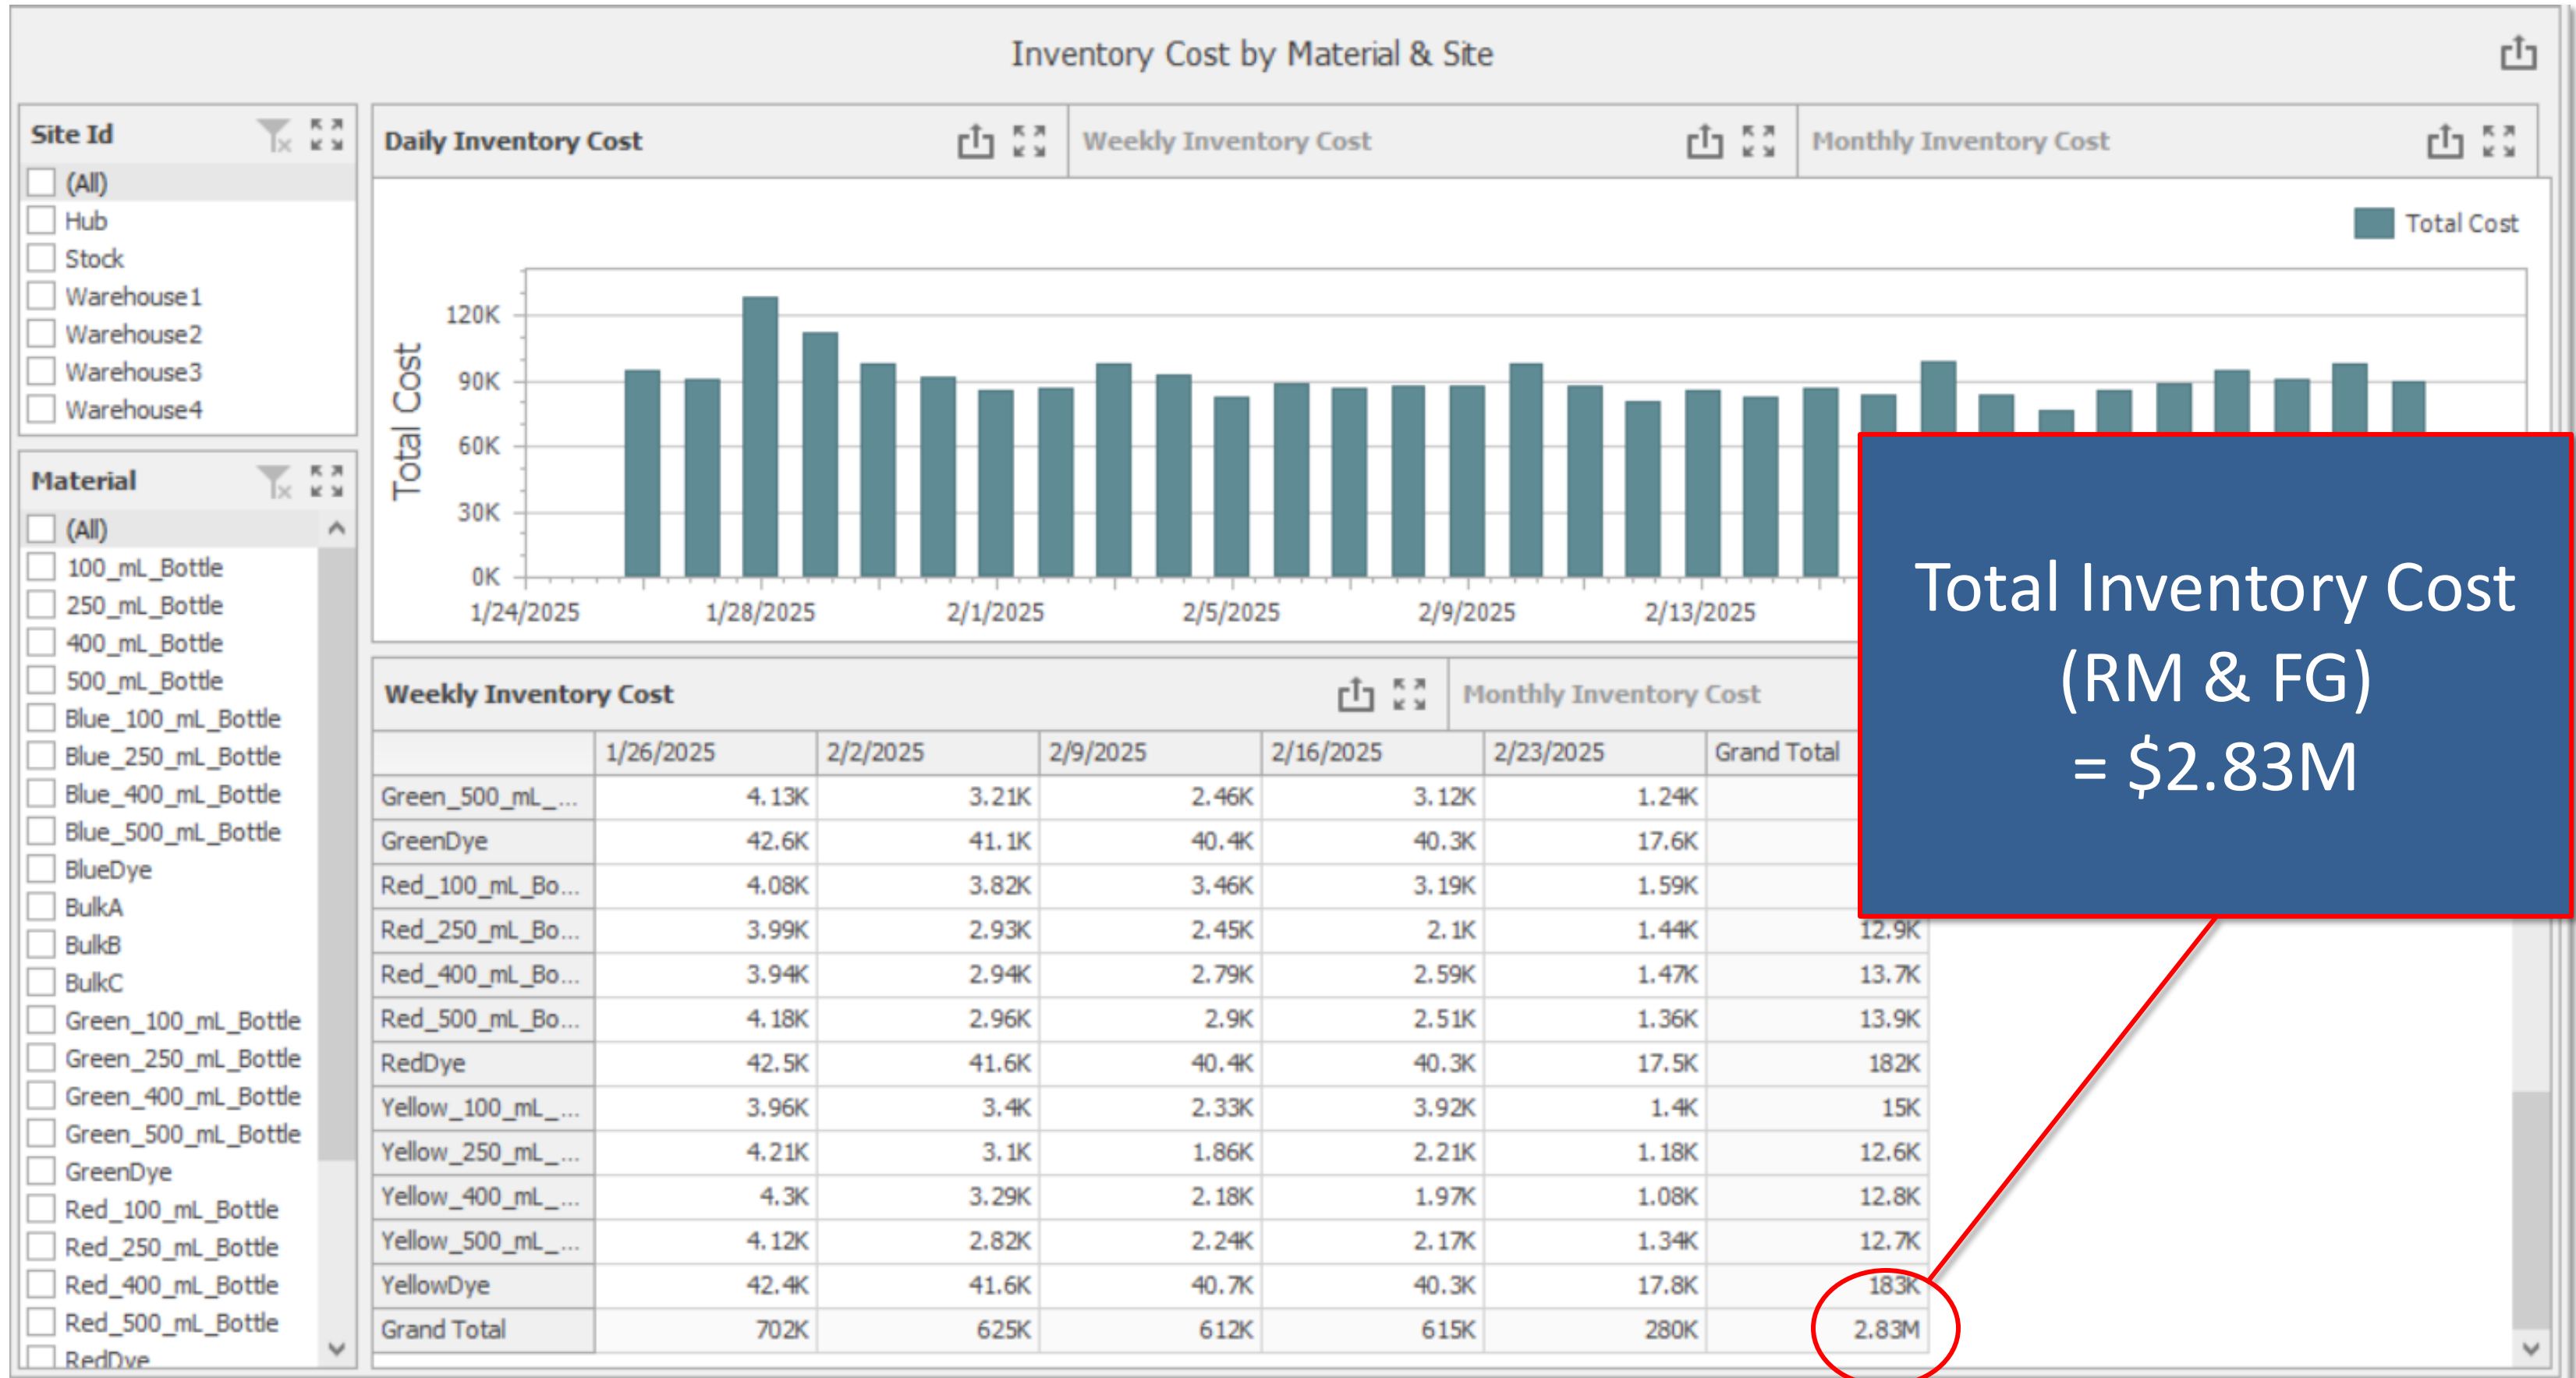 Inventory Cost by Material & Site
Site Id
(All)
Hub
Stock
Warehouse1
Warehouse2
Warehouse3
Warehouse4
Material
(All)
100_mL_Bottle
250_mL_Bottle
400_mL_Bottle
500_mL_Bottle
Blue_100_mL_Bottle
Blue_250_mL_Bottle
Blue_400_mL_Bottle
Blue_500_mL_Bottle
BlueDye
BulkA
BulkB
BulkC
Green_100_mL_Bottle
Green_250_mL_Bottle
Green_400_mL_Bottle
Green_500_mL_Bottle
GreenDye
Red_100_mL_Bottle
Red_250_mL_Bottle
Red_400_mL_Bottle
Red_500_mL_Bottle
RedDye
Daily Inventory Cost Weekly Inventory Cost Monthly Inventory Cost
Total Cost
Total Cost
120K
90K
60K
30K
0K
1/24/2025 1/28/2025 2/1/2025 2/5/2025 2/9/2025 2/13/2025
Weekly Inventory Cost Monthly Inventory Cost
1/26/2025 2/2/2025 2/9/2025 2/16/2025 2/23/2025 Grand Total
Green_500_mL_... 4.13K 3.21K 2.46K 3.12K 1.24K
GreenDye 42.6K 41.1K 40.4K 40.3K 17.6K
Red_100_mL_Bo... 4.08K 3.82K 3.46K 3.19K 1.59K
Red_250_mL_Bo... 3.99K 2.93K 2.45K 2.1K 1.44K 12.9K
Red_400_mL_Bo... 3.94K 2.94K 2.79K 2.59K 1.47K 13.7K
Red_500_mL_Bo... 4.18K 2.96K 2.9K 2.51K 1.36K 13.9K
RedDye 42.5K 41.6K 40.4K 40.3K 17.5K 182K
Yellow_100_mL_... 3.96K 3.4K 2.33K 3.92K 1.4K 15K
Yellow_250_mL_... 4.21K 3.1K 1.86K 2.21K 1.18K 12.6K
Yellow_400_mL_... 4.3K 3.29K 2.18K 1.97K 1.08K 12.8K
Yellow_500_mL_... 4.12K 2.82K 2.24K 2.17K 1.34K 12.7K
YellowDye 42.4K 41.6K 40.7K 40.3K 17.8K 183K
Grand Total 702K 625K 612K 615K 280K 2.83M
Total Inventory Cost
(RM & FG)
= $2.83M